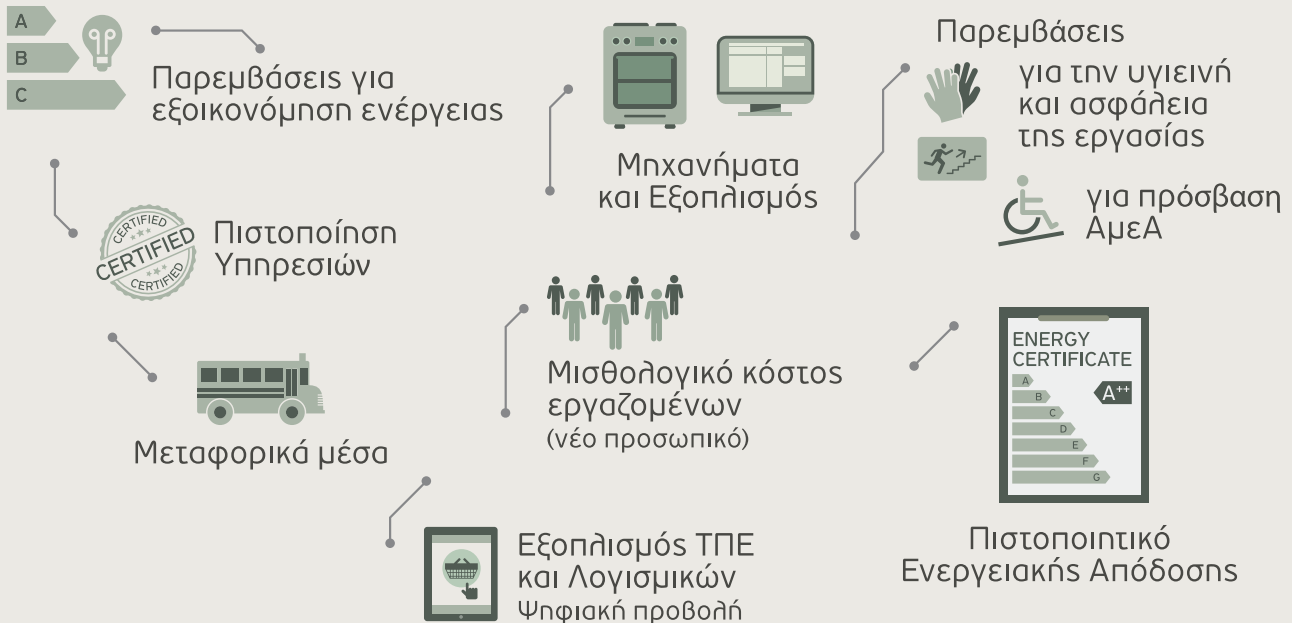 A
B
C
Παρεμβάσεις για
εξοικονόμηση ενέργειας
CERTIFIED
CERTIFIED
CERTIFIED
Πιστοποίηση
Υπηρεσιών
Μεταφορικά μέσα
Μηχανήματα
και Εξοπλισμός
Μισθολογικό κόστος
εργαζομένων
(νέο προσωπικό)
Εξοπλισμός ΤΠΕ
και Λογισμικών
Ψηφιακή προβολή
Παρεμβάσεις
για την υγιεινή
και ασφάλεια
της εργασίας
για πρόσβαση
ΑμεΑ
ENERGY
CERTIFICATE
A
A++
B
C
D
E
F
G
Πιστοποιητικό
Ενεργειακής Απόδοσης